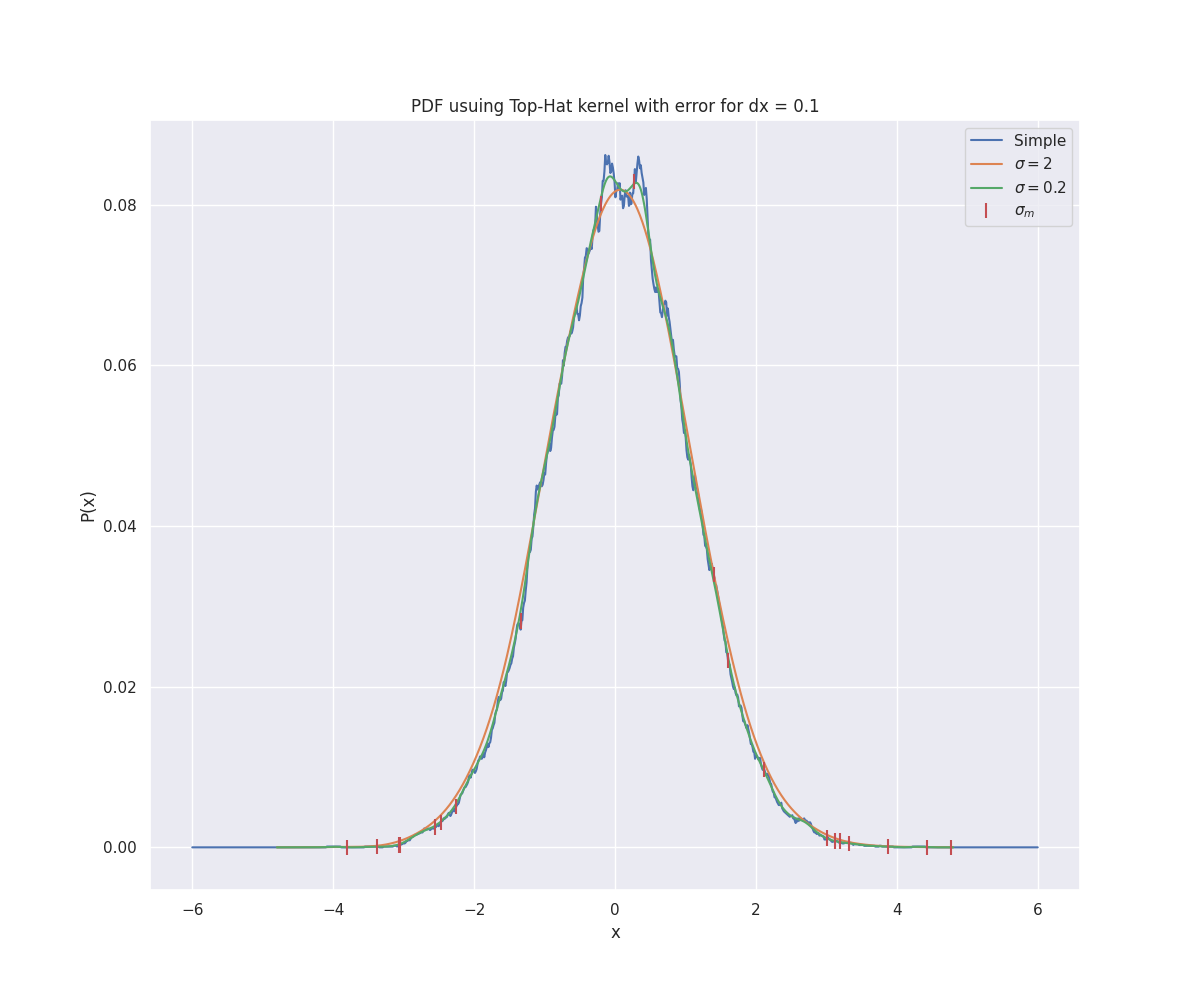 PDF usuing Top-Hat kernel with error for dx = 0.1
Simple
σ = 2
σ = 0.2
σₘ
P(x)
0.08
0.06
0.04
0.02
0.00
−6
−4
−2
0
2
4
6
x